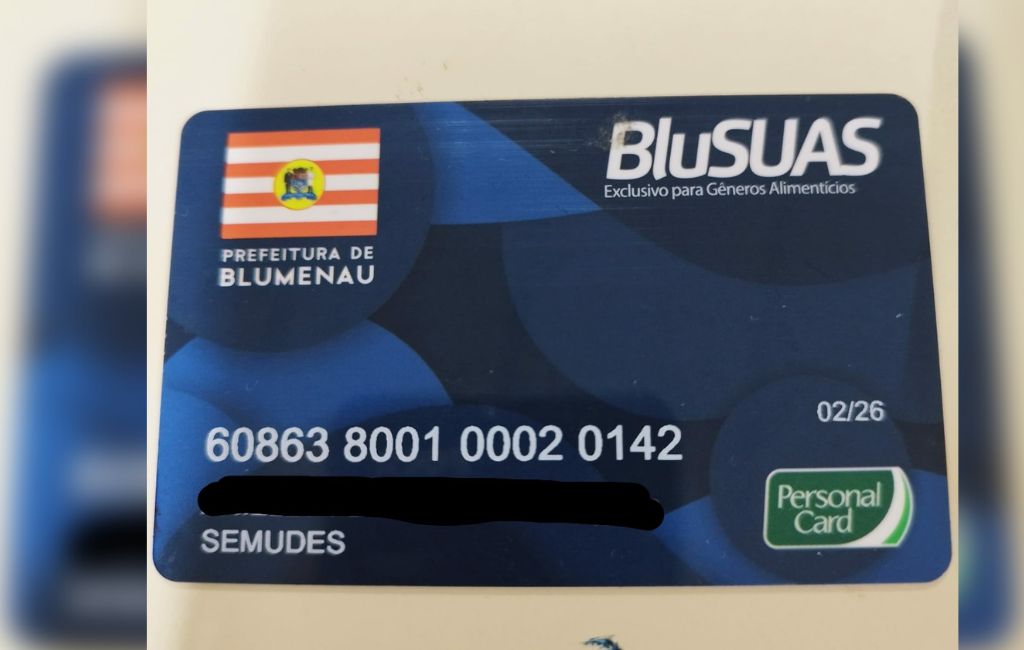 BluSUAS
Exclusivo para Gêneros Alimentícios
PREFEITURA DE
BLUMENAU
02/26
60863 8001 0002 0142
SEMUDES
Personal
Card